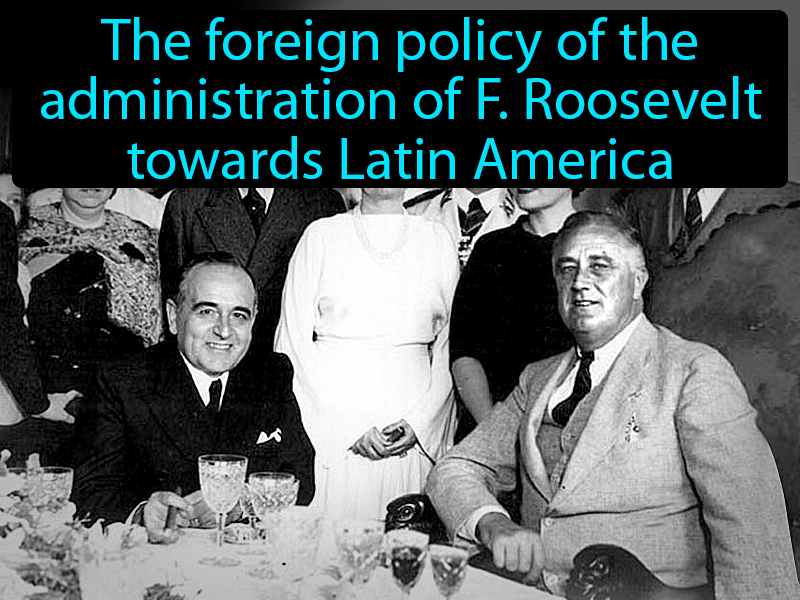 The foreign policy of the
administration of F. Roosevelt
towards Latin America